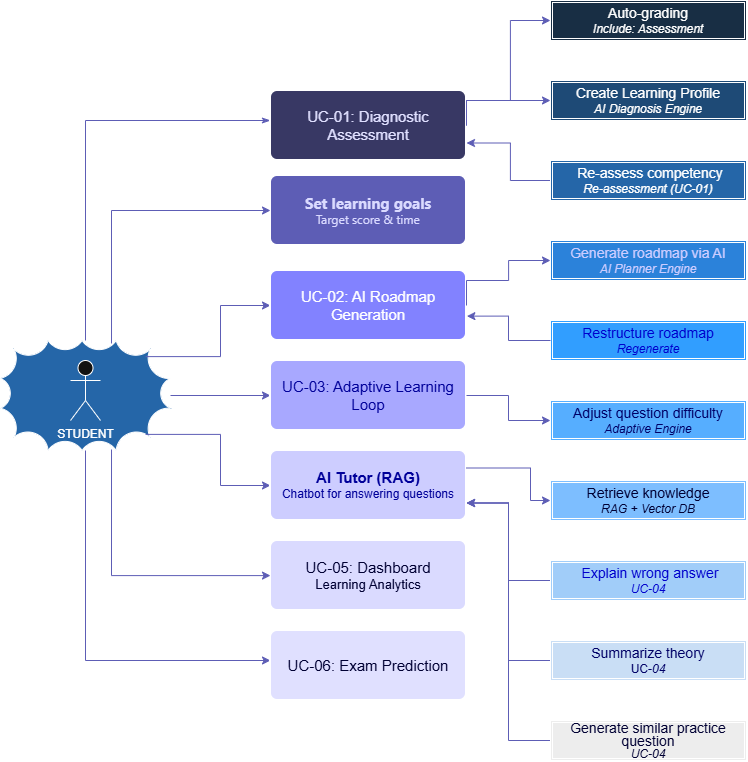 Auto-grading
Include: Assessment
UC-01: Diagnostic
Assessment
Create Learning Profile
AI Diagnosis Engine
Re-assess competency
Re-assessment (UC-01)
Set learning goals
Target score & time
UC-02: AI Roadmap
Generation
Generate roadmap via AI
AI Planner Engine
Restructure roadmap
Regenerate
STUDENT
UC-03: Adaptive Learning
Loop
Adjust question difficulty
Adaptive Engine
AI Tutor (RAG)
Chatbot for answering questions
Retrieve knowledge
RAG + Vector DB
UC-05: Dashboard
Learning Analytics
Explain wrong answer
UC-04
UC-06: Exam Prediction
Summarize theory
UC-04
Generate similar practice
question
UC-04